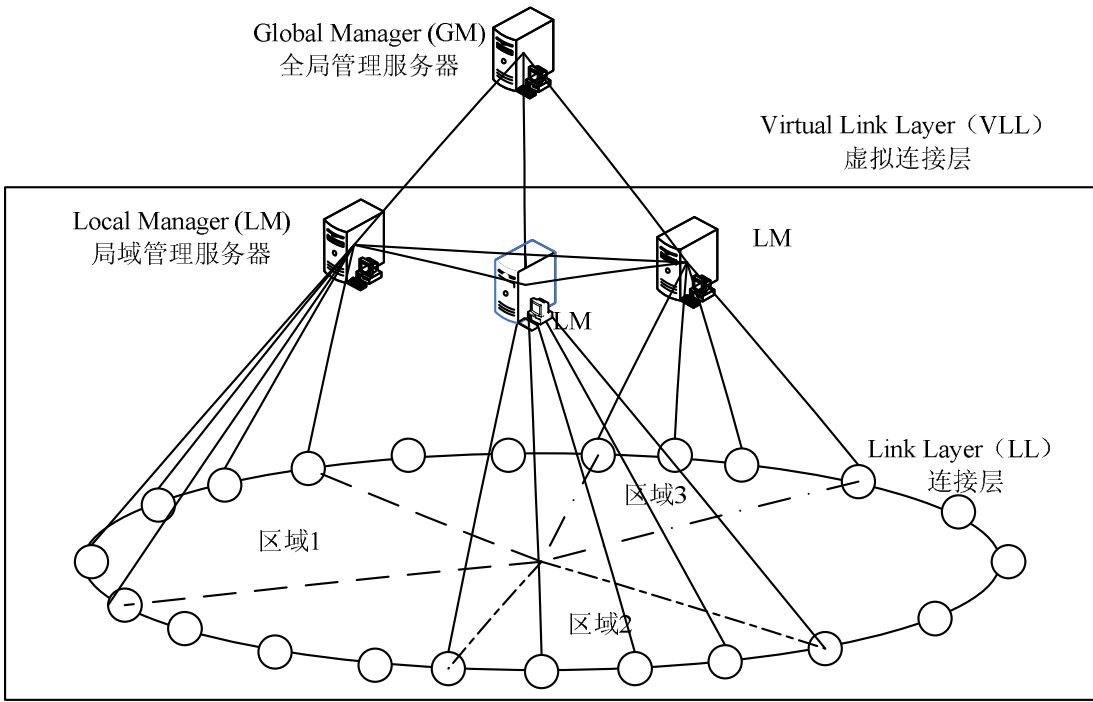 Global Manager (GM)
全局管理服务器
Virtual Link Layer（VLL）
虚拟连接层
Local Manager (LM)
局域管理服务器
LM
LM
Link Layer（LL）
连接层
区域3
区域1
区域2